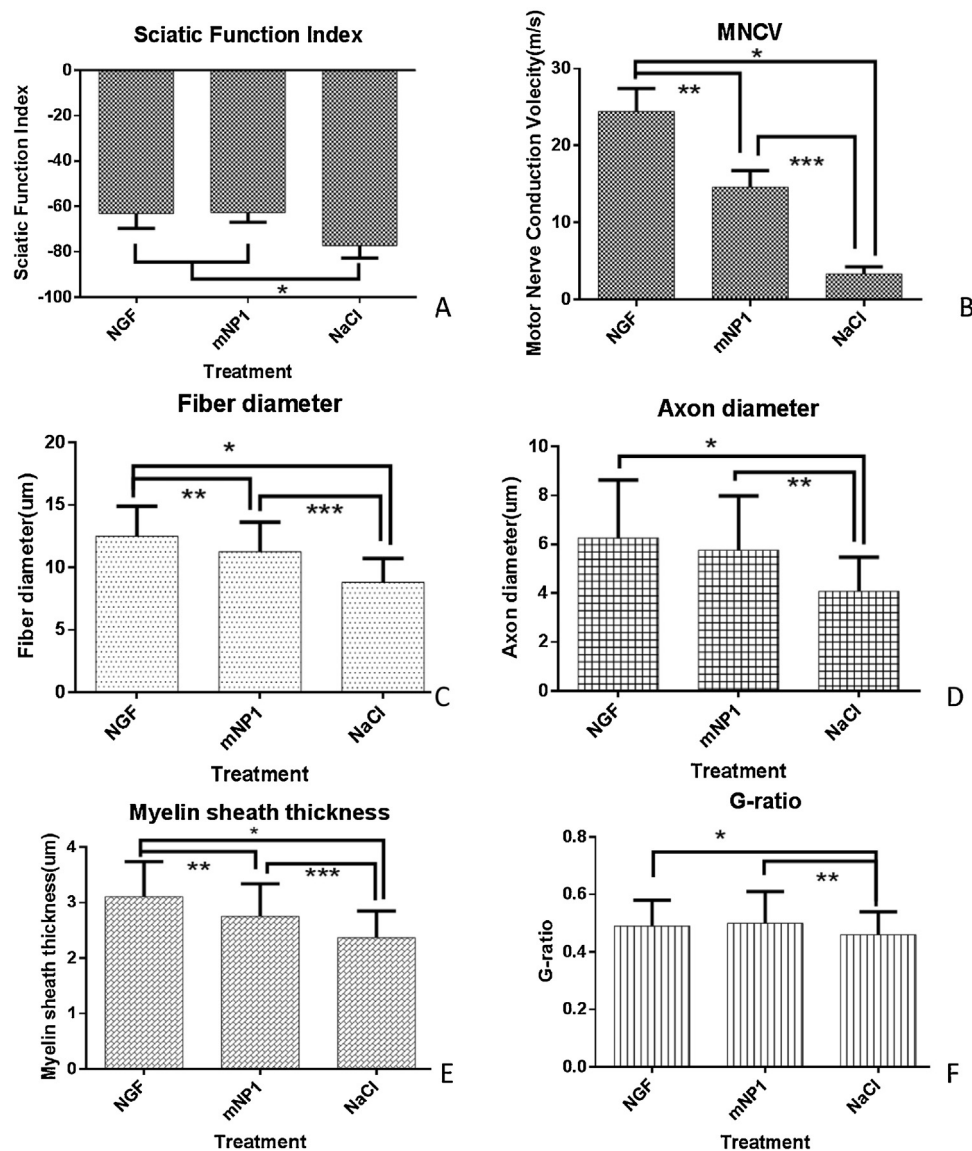 Sciatic Function Index
Sciatic Function Index
0
-20
-40
-60
-80
-100
*
NGF
mNP1
NaCl
Treatment
A
MNCV
Motor Nerve Conduction Volecity(m/s)
30
20
10
0
*
**
***
NGF
mNP1
NaCl
B
Fiber diameter
Fiber diameter(um)
20
15
10
5
0
*
**
***
NGF
mNP1
NaCl
Treatment
C
Axon diameter
Axon diameter(um)
10
8
6
4
2
0
*
**
NGF
mNP1
NaCl
Treatment
D
Myelin sheath thickness
Myelin sheath thickness(um)
4
3
2
1
0
*
**
***
NGF
mNP1
NaCl
Treatment
E
G-ratio
G-ratio
0.8
0.6
0.4
0.2
0.0
*
**
NGF
mNP1
NaCl
Treatment
F